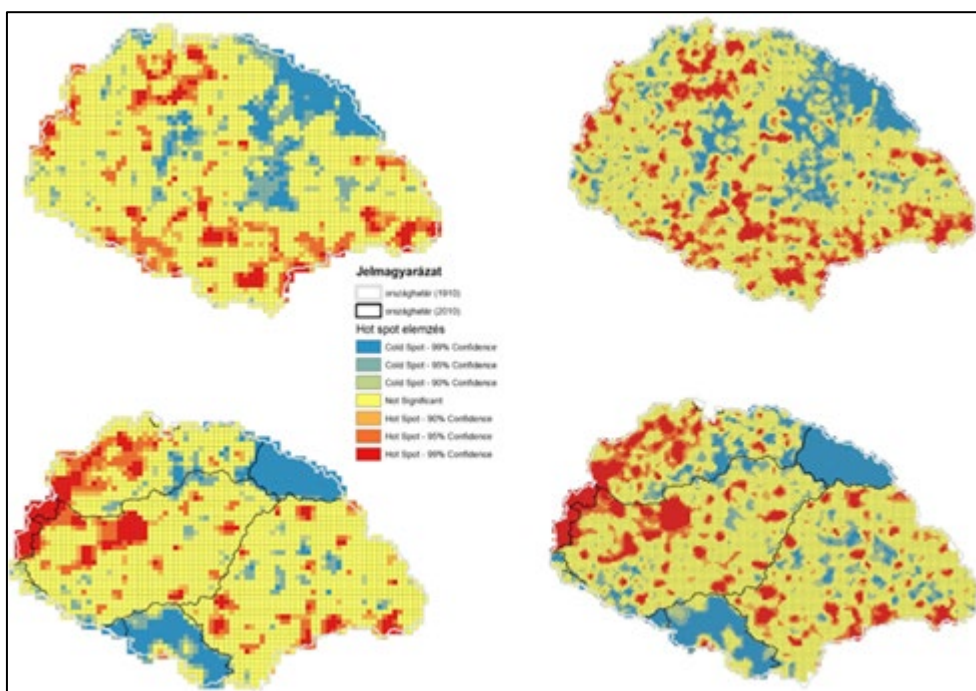 Jelmagyarázat
országhatár (1910)
országhatár (2010)
Hot spot elemzés
Cold Spot - 99% Confidence
Cold Spot - 95% Confidence
Cold Spot - 90% Confidence
Not Significant
Hot Spot - 90% Confidence
Hot Spot - 95% Confidence
Hot Spot - 99% Confidence